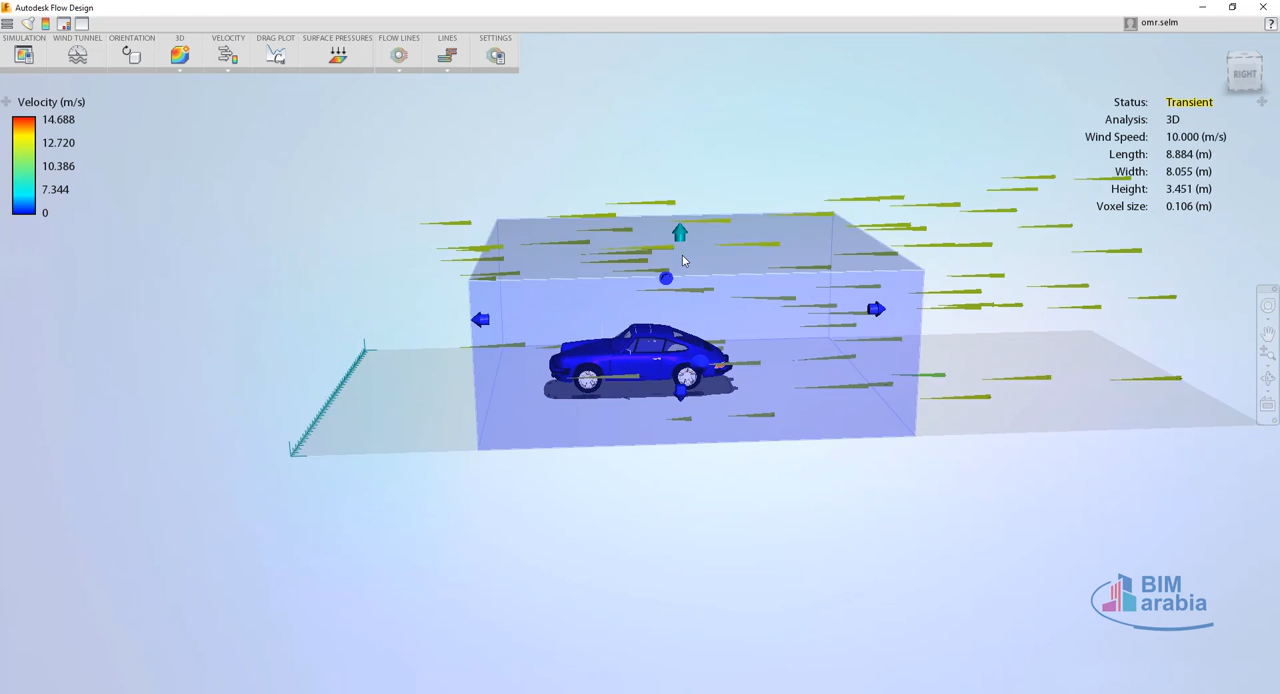 Autodesk Flow Design
omr.selm
?
SIMULATION WIND TUNNEL ORIENTATION 3D VELOCITY DRAG PLOT SURFACE PRESSURES FLOW LINES LINES SETTINGS
RIGHT
Velocity (m/s)
14.688
12.720
10.386
7.344
0
Status: Transient
Analysis: 3D
Wind Speed: 10.000 (m/s)
Length: 8.884 (m)
Width: 8.055 (m)
Height: 3.451 (m)
Voxel size: 0.106 (m)
BIM
arabia